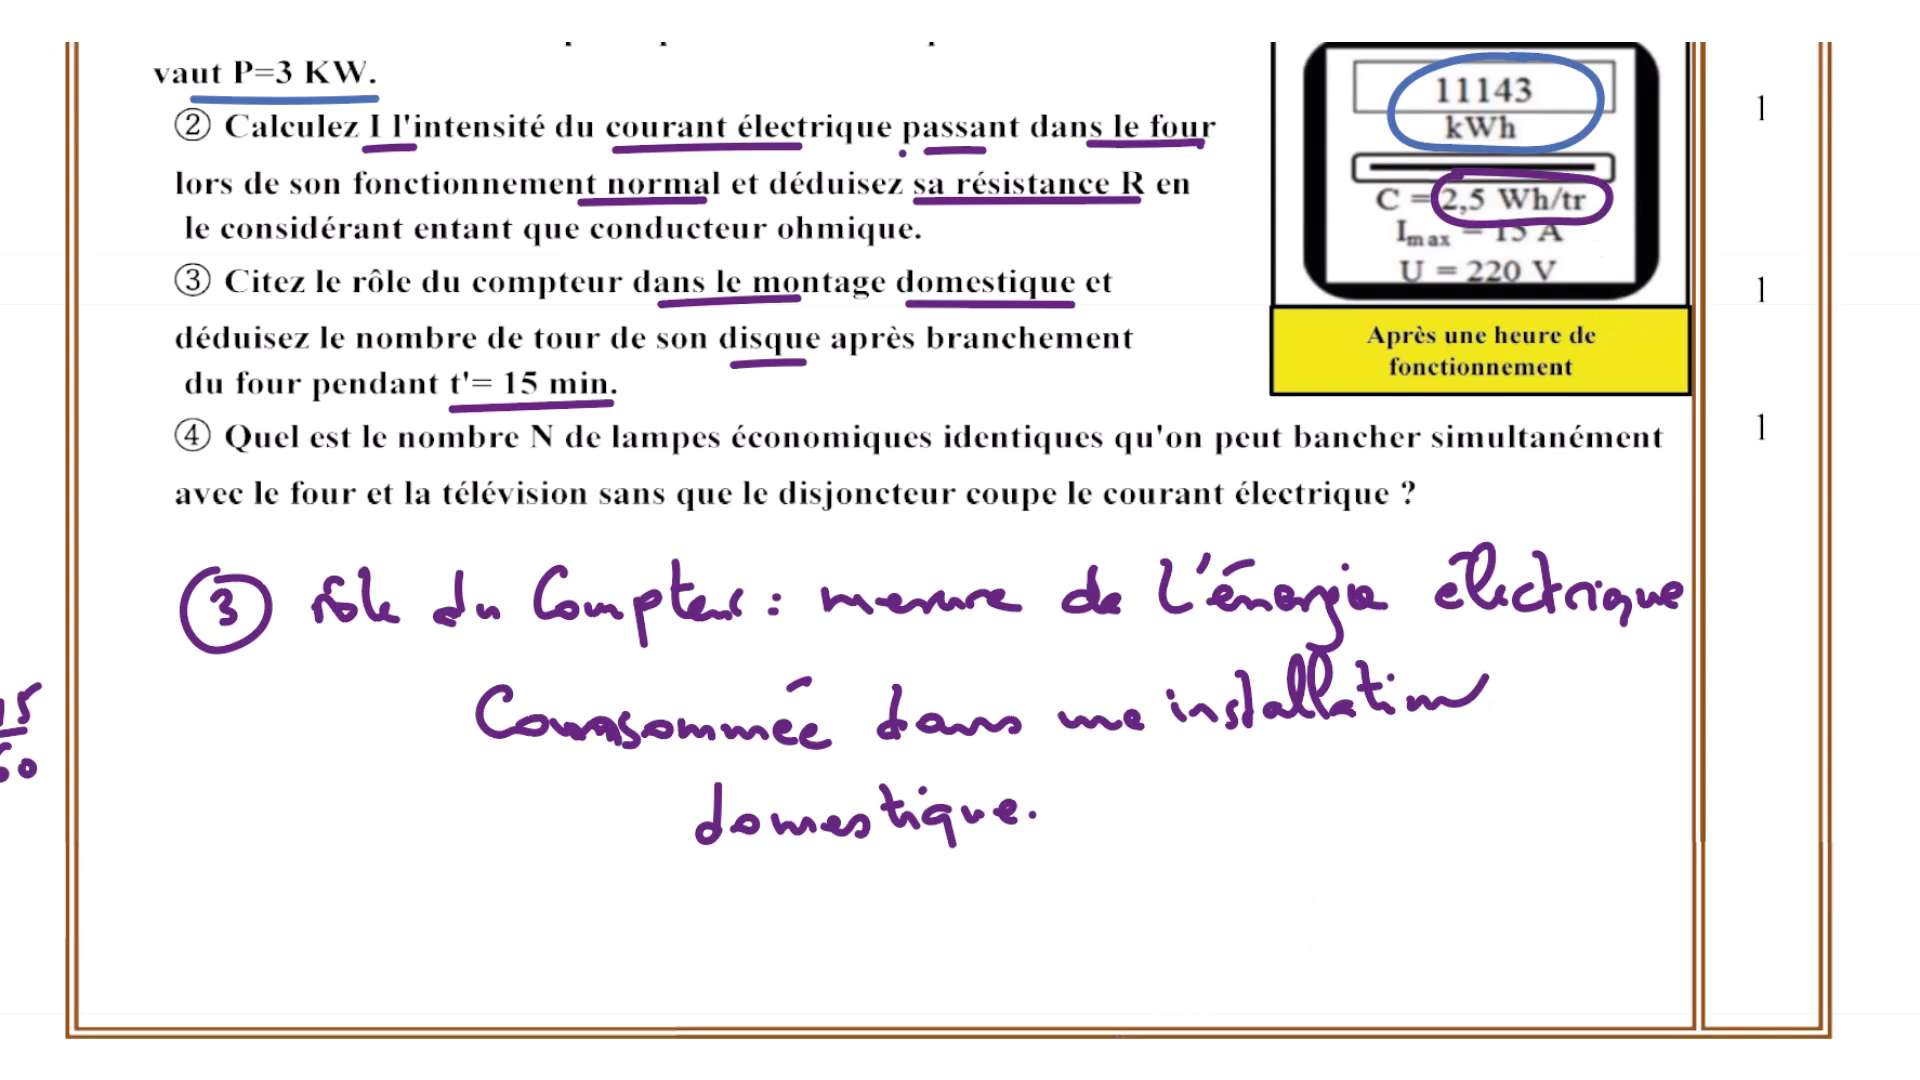 vaut P=3 KW.
② Calculez I l'intensité du courant électrique passant dans le four
lors de son fonctionnement normal et déduisez sa résistance R en
le considérant entant que conducteur ohmique.
③ Citez le rôle du compteur dans le montage domestique et
déduisez le nombre de tour de son disque après branchement
du four pendant t'= 15 min.
④ Quel est le nombre N de lampes économiques identiques qu'on peut bancher simultanément
avec le four et la télévision sans que le disjoncteur coupe le courant électrique ?
11143
kWh
C = 2,5 Wh/tr
Imax = 15 A
U = 220 V
Après une heure de
fonctionnement
1
1
1
③ rôle du Compteur : mesure de l'énergie électrique
Consommée dans une installation
domestique.
15
60